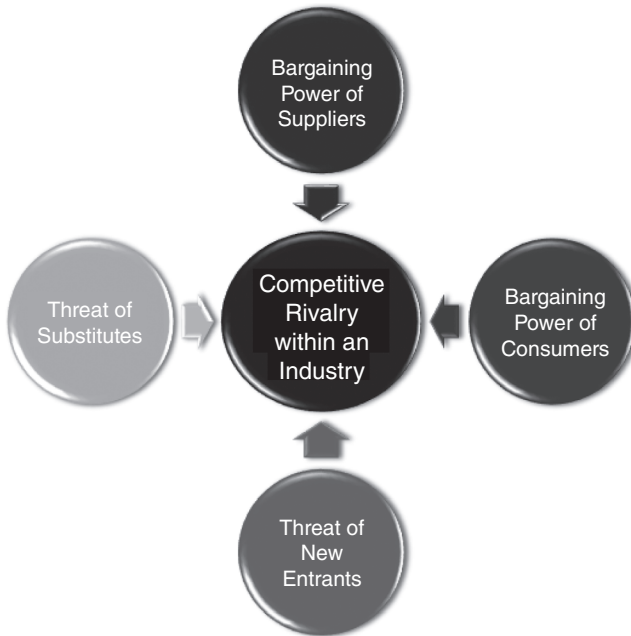 Bargaining
Power of
Suppliers
Threat of
Substitutes
Competitive
Rivalry
within an
Industry
Bargaining
Power of
Consumers
Threat of
New
Entrants